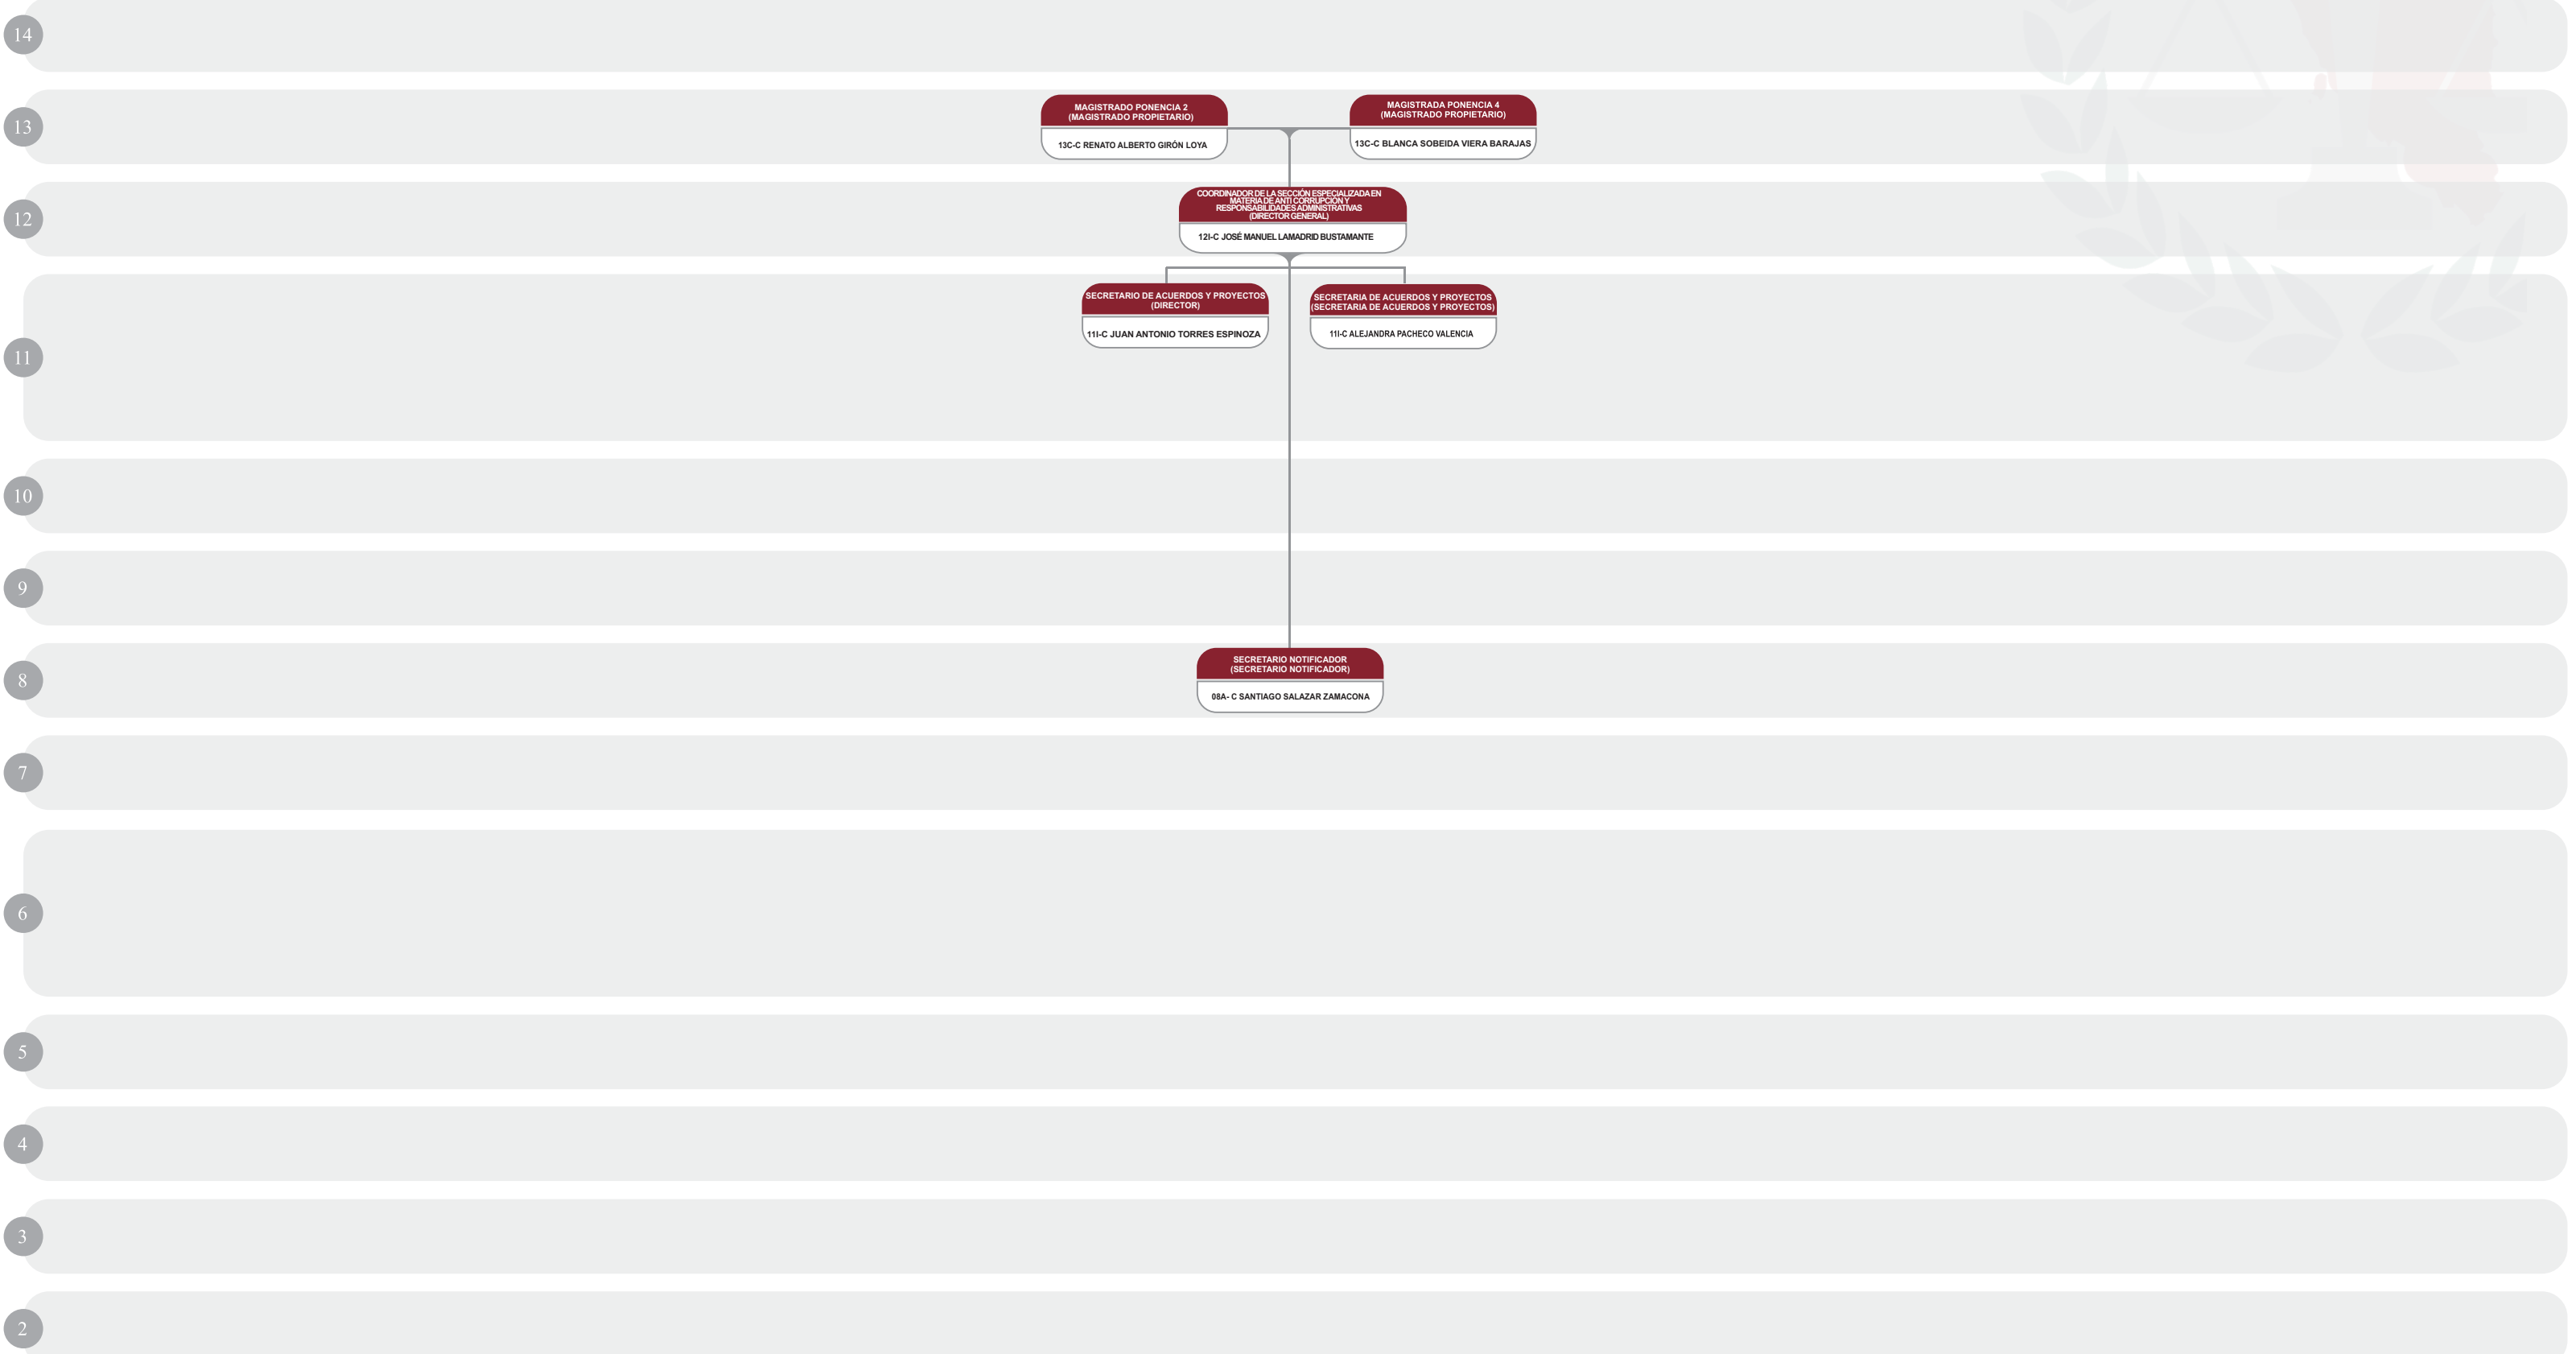 14
13
MAGISTRADO PONENCIA 2
(MAGISTRADO PROPIETARIO)
13C-C RENATO ALBERTO GIRÓN LOYA
MAGISTRADA PONENCIA 4
(MAGISTRADO PROPIETARIO)
13C-C BLANCA SOBEIDA VIERA BARAJAS
12
COORDINADOR DE LA SECCIÓN ESPECIALIZADA EN
MATERIA DE ANTI CORRUPCIÓN Y
RESPONSABILIDADES ADMINISTRATIVAS
(DIRECTOR GENERAL)
12I-C JOSÉ MANUEL LAMADRID BUSTAMANTE
11
SECRETARIO DE ACUERDOS Y PROYECTOS
(DIRECTOR)
11I-C JUAN ANTONIO TORRES ESPINOZA
SECRETARIA DE ACUERDOS Y PROYECTOS
(SECRETARIA DE ACUERDOS Y PROYECTOS)
11I-C ALEJANDRA PACHECO VALENCIA
10
9
8
SECRETARIO NOTIFICADOR
(SECRETARIO NOTIFICADOR)
08A- C SANTIAGO SALAZAR ZAMACONA
7
6
5
4
3
2